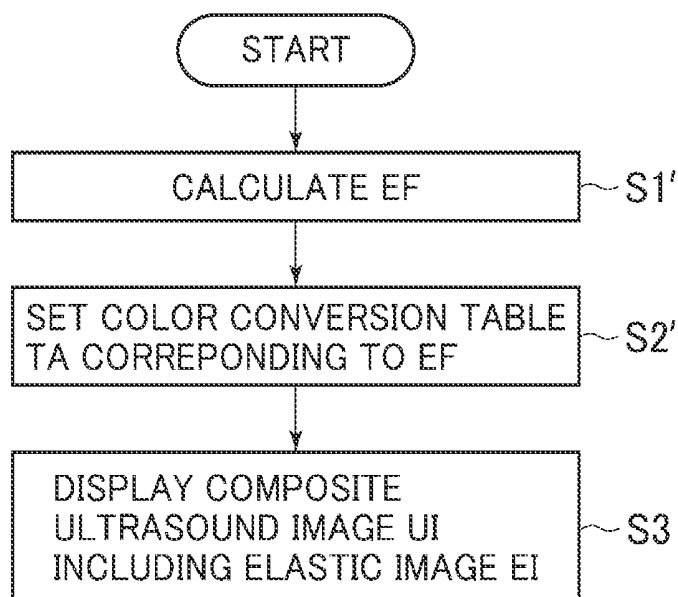 START
CALCULATE EF
S1'
SET COLOR CONVERSION TABLE
TA CORREPONDING TO EF
S2'
DISPLAY COMPOSITE
ULTRASOUND IMAGE UI
INCLUDING ELASTIC IMAGE EI
S3